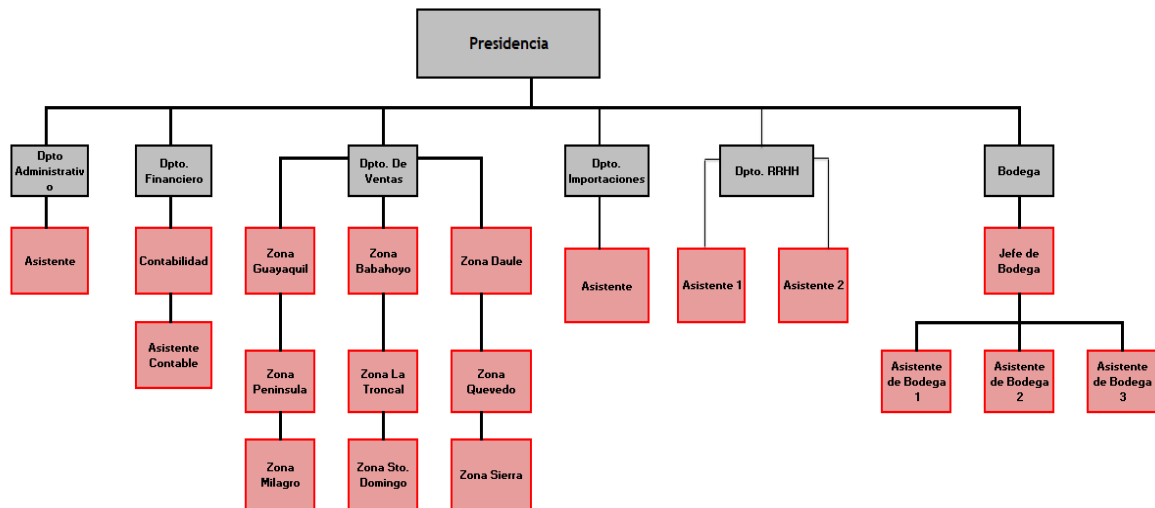 Presidencia
Dpto
Administrativ
o
Dpto.
Financiero
Dpto. De
Ventas
Dpto.
Importaciones
Dpto. RRHH
Bodega
Asistente
Contabilidad
Zona
Guayaquil
Zona
Babahoyo
Zona Daule
Asistente
Asistente 1
Asistente 2
Jefe de
Bodega
Asistente
Contable
Zona
Peninsula
Zona La
Troncal
Zona
Quevedo
Asistente
de Bodega
1
Asistente
de Bodega
2
Asistente
de Bodega
3
Zona
Milagro
Zona Sto.
Domingo
Zona Sierra